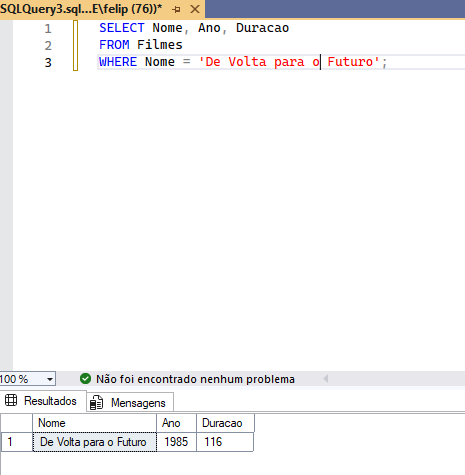 SQLQuery3.sql...E\felip (76))*
1 SELECT Nome, Ano, Duracao
2 FROM Filmes
3 WHERE Nome = 'De Volta para o Futuro';
100 % Não foi encontrado nenhum problema
Resultados Mensagens
Nome Ano Duracao
1 De Volta para o Futuro 1985 116